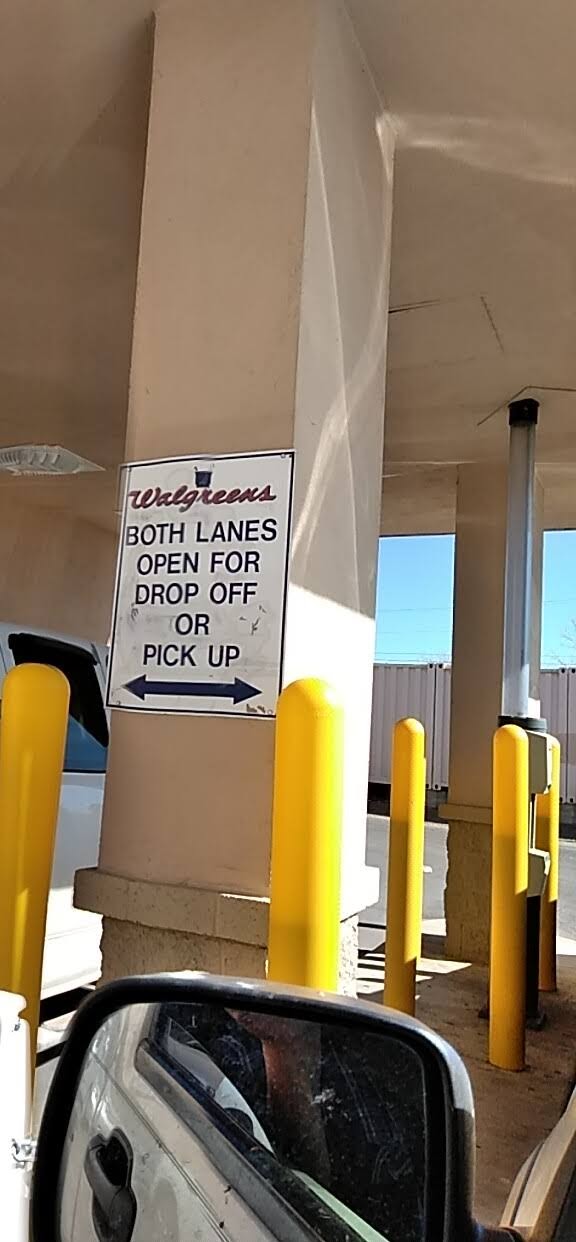 Walgreens
BOTH LANES
OPEN FOR
DROP OFF
OR
PICK UP